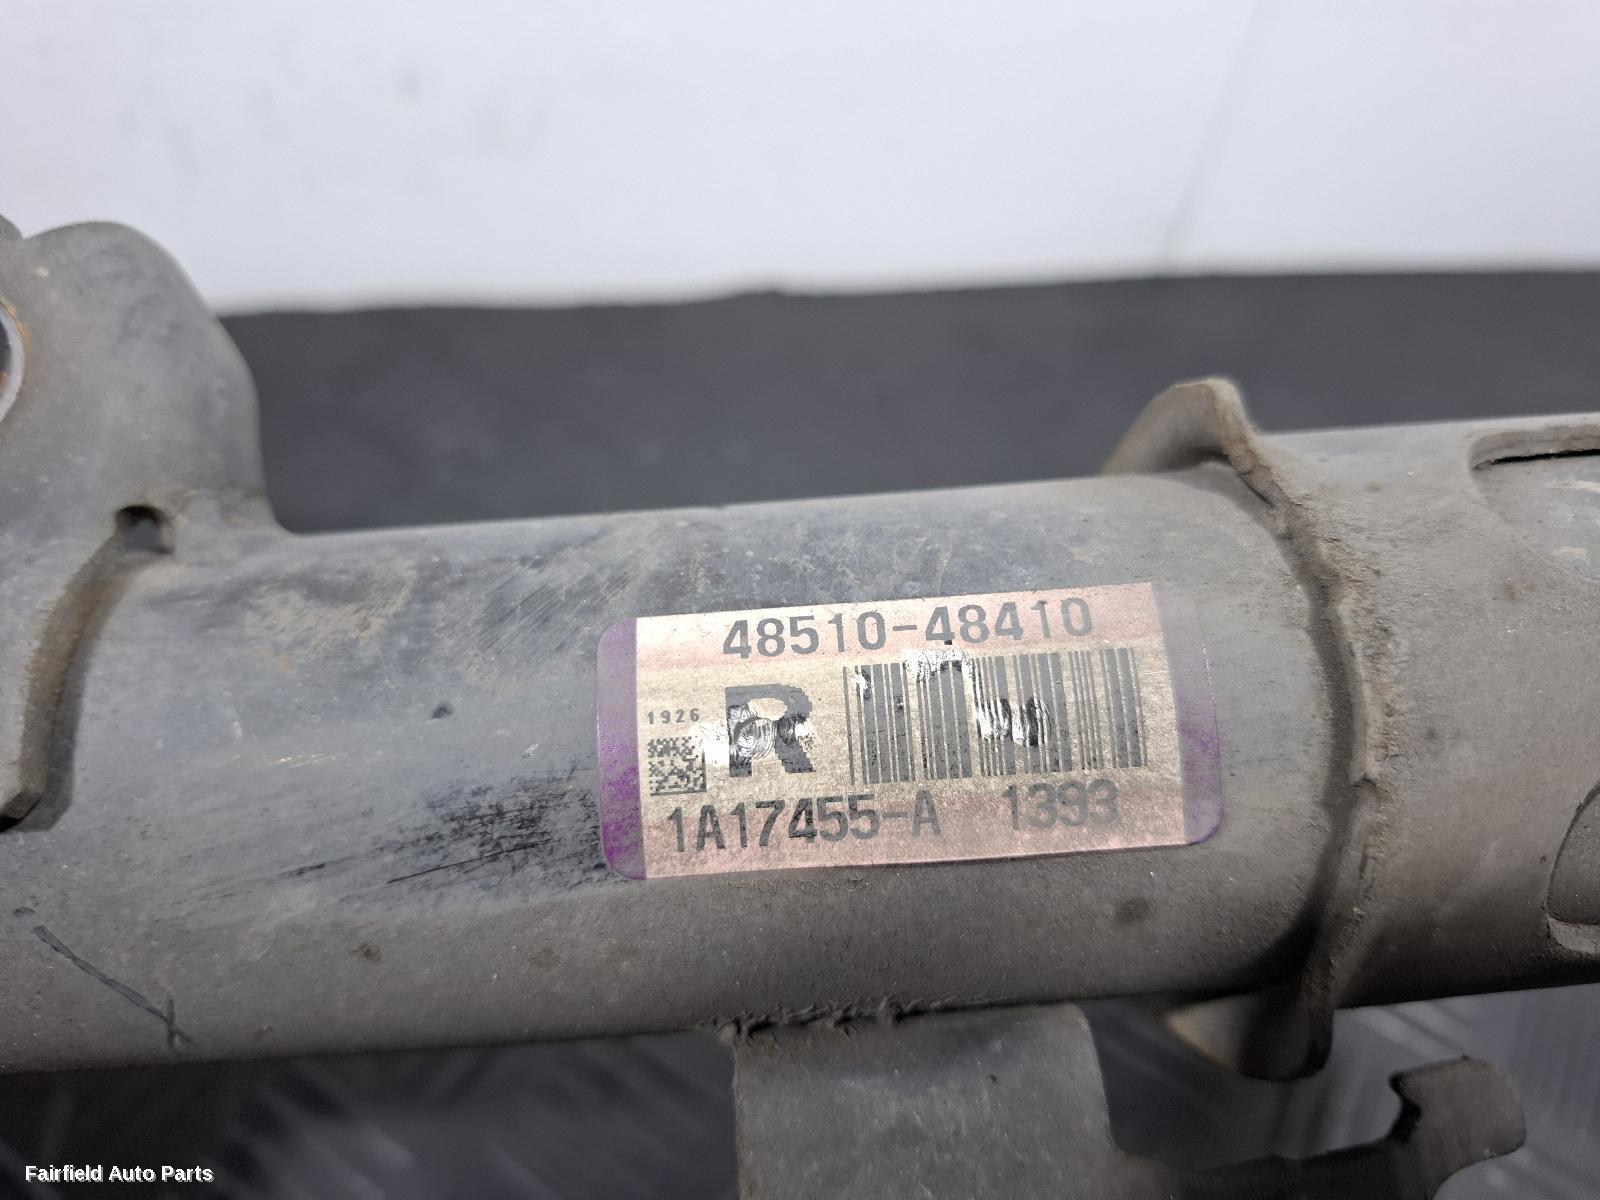 48510-48410
1926
R
1A17455-A 1393
Fairfield Auto Parts